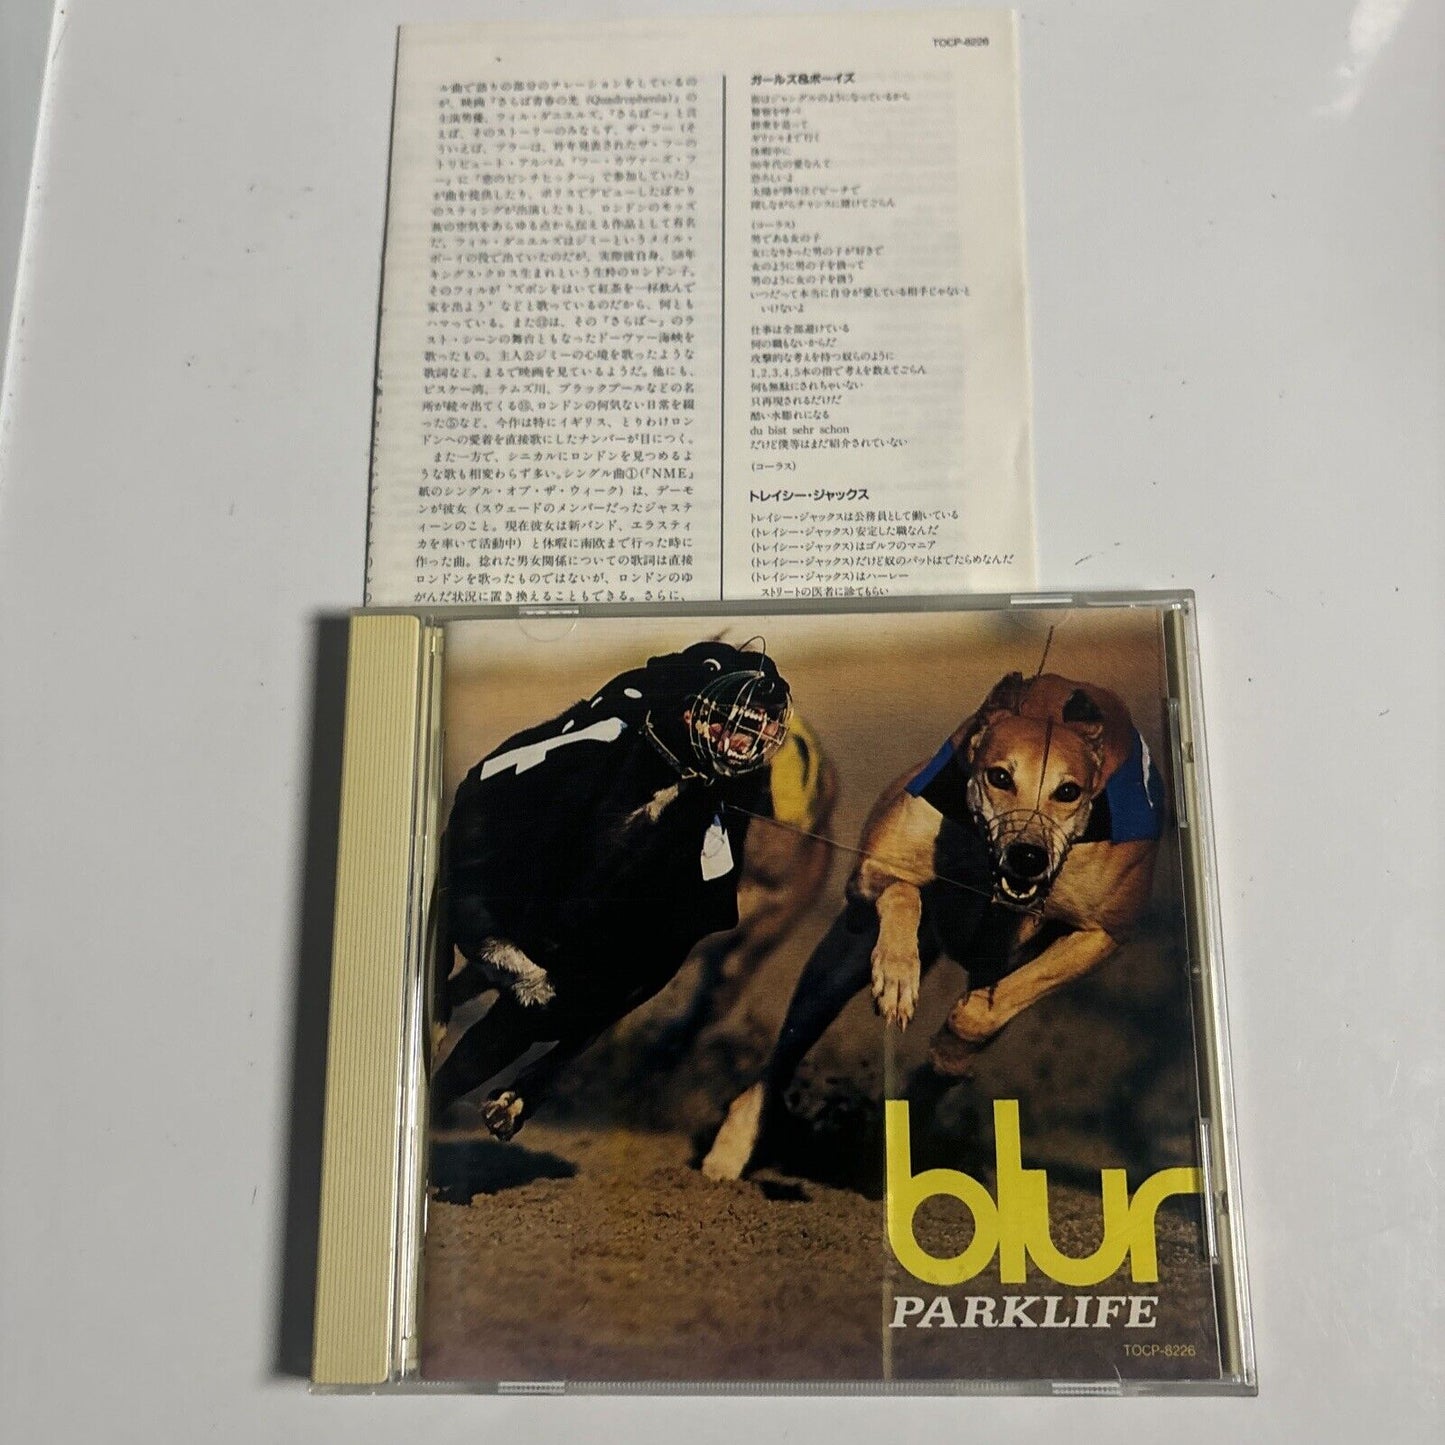 TOCP-8226
ル曲で語りの部分のナレーションをしているの
が、映画『さらば青春の光 (Quadrophenia)』の
主演男優、フィル・ダニエルズ。『さらば〜』と言
えば、そのストーリーのみならず、ザ・フー（そ
ういえば、ブラーは、昨年発表されたザ・フーの
トリビュート・アルバム『フー・カヴァーズ・フ
ー』に「恋のピンチヒッター」で参加していた）
が曲を提供したり、ポリスでデビューしたばかり
のスティングが出演したりと、ロンドンのモッズ
族の空気をあらゆる点から伝える作品として有名
だ。フィル・ダニエルズはジミーというメイル・
ボーイの役で出ていたのだが、実際彼自身、58年
キングス・クロス生まれという生粋のロンドン子。
そのフィルが〝ズボンをはいて紅茶を一杯飲んで
家を出よう〟などと歌っているのだから、何とも
ハマっている。また⑬は、その『さらば〜』のラ
スト・シーンの舞台ともなったドーヴァー海峡を
歌ったもの。主人公ジミーの心境を歌ったような
歌詞など、まるで映画を見ているようだ。他にも、
ビスケー湾、テムズ川、ブラックプールなどの名
所が続々出てくる⑮、ロンドンの何気ない日常を綴
った⑤など、今作は特にイギリス、とりわけロン
ドンへの愛着を直接歌にしたナンバーが目につく。
また一方で、シニカルにロンドンを見つめるよ
うな歌も相変わらず多い。シングル曲①(『NME』
紙のシングル・オブ・ザ・ウィーク）は、デーモ
ンが彼女（スウェードのメンバーだったジャステ
ィーンのこと。現在彼女は新バンド、エラスティ
カを率いて活動中）と休暇に南欧まで行った時に
作った曲。捻れた男女関係についての歌詞は直接
ロンドンを歌ったものではないが、ロンドンのゆ
がんだ状況に置き換えることもできる。さらに、
ガールズ&ボーイズ
街はジャングルのようになっているから
警察を呼べ
群衆を追って
ギリシャまで行く
休暇中に
90年代の愛なんて
恐ろしいよ
太陽が降り注ぐビーチで
隠しながらチャンスに賭けてごらん
(コーラス)
男である女の子
女になりきった男の子が好きで
女のように男の子を扱って
男のように女の子を扱う
いつだって本当に自分が愛している相手じゃないと
いけないよ
仕事は全部避けている
何の職もないからだ
攻撃的な考えを持つ奴らのように
1,2,3,4,5本の指で考えを数えてごらん
何も無駄にされちゃいない
只再現されるだけだ
酷い水膨れになる
du bist sehr schon
だけど僕等はまだ紹介されていない
(コーラス)
トレイシー・ジャックス
トレイシー・ジャックスは公務員として働いている
(トレイシー・ジャックス) 安定した職なんだ
(トレイシー・ジャックス) はゴルフのマニア
(トレイシー・ジャックス) だけど奴のパットはでたらめなんだ
(トレイシー・ジャックス) はハーレー
ストリートの医者に診てもらい
blur
PARKLIFE
TOCP-8226